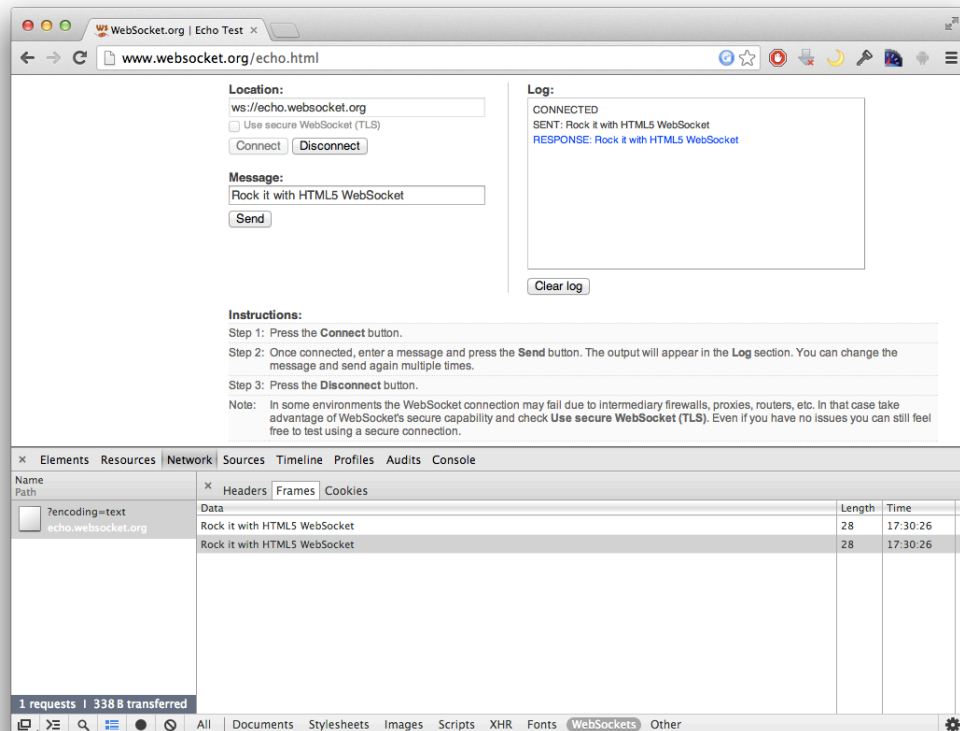 WebSocket.org | Echo Test ×
www.websocket.org/echo.html
Location:
ws://echo.websocket.org
Use secure WebSocket (TLS)
Connect Disconnect
Message:
Rock it with HTML5 WebSocket
Send
Log:
CONNECTED
SENT: Rock it with HTML5 WebSocket
RESPONSE: Rock it with HTML5 WebSocket
Clear log
Instructions:
Step 1: Press the Connect button.
Step 2: Once connected, enter a message and press the Send button. The output will appear in the Log section. You can change the
message and send again multiple times.
Step 3: Press the Disconnect button.
Note: In some environments the WebSocket connection may fail due to intermediary firewalls, proxies, routers, etc. In that case take
advantage of WebSocket's secure capability and check Use secure WebSocket (TLS). Even if you have no issues you can still feel
free to test using a secure connection.
× Elements Resources Network Sources Timeline Profiles Audits Console
Name
Path
× Headers Frames Cookies
?encoding=text
echo.websocket.org
Data Length Time
Rock it with HTML5 WebSocket 28 17:30:26
Rock it with HTML5 WebSocket 28 17:30:26
1 requests | 338 B transferred
All Documents Stylesheets Images Scripts XHR Fonts WebSockets Other